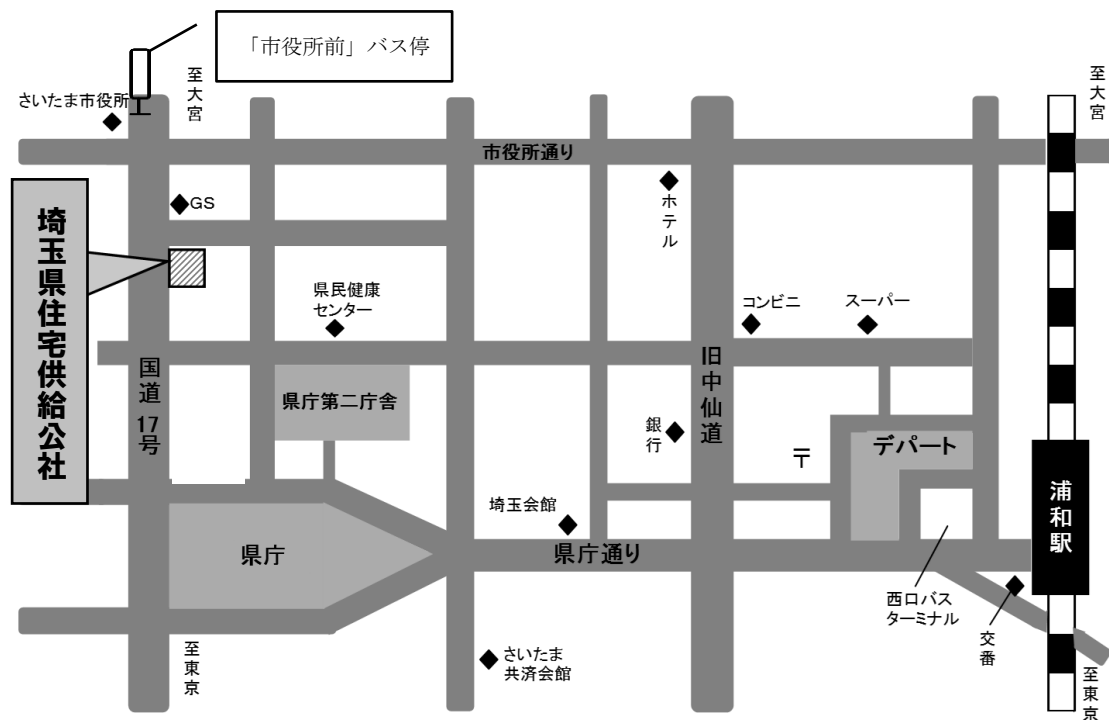 「市役所前」バス停
至大宮
至大宮
さいたま市役所
市役所通り
GS
ホテル
埼玉県住宅供給公社
県民健康
センター
コンビニ
スーパー
国道17号
旧中仙道
県庁第二庁舎
銀行
デパート
〒
浦和駅
埼玉会館
県庁
県庁通り
西口バス
ターミナル
交番
さいたま
共済会館
至東京
至東京